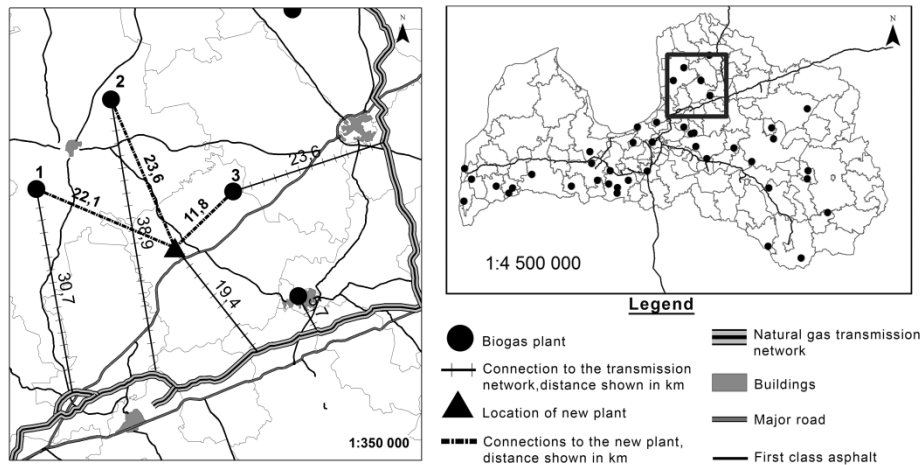 N
2
1
3
23,6
22,1
23,6
11,8
38,9
30,7
19,4
5,7
1:350 000
N
1:4 500 000
Legend
Biogas plant
Connection to the transmission
network,distance shown in km
Location of new plant
Connections to the new plant,
distance shown in km
Natural gas transmission
network
Buildings
Major road
First class asphalt